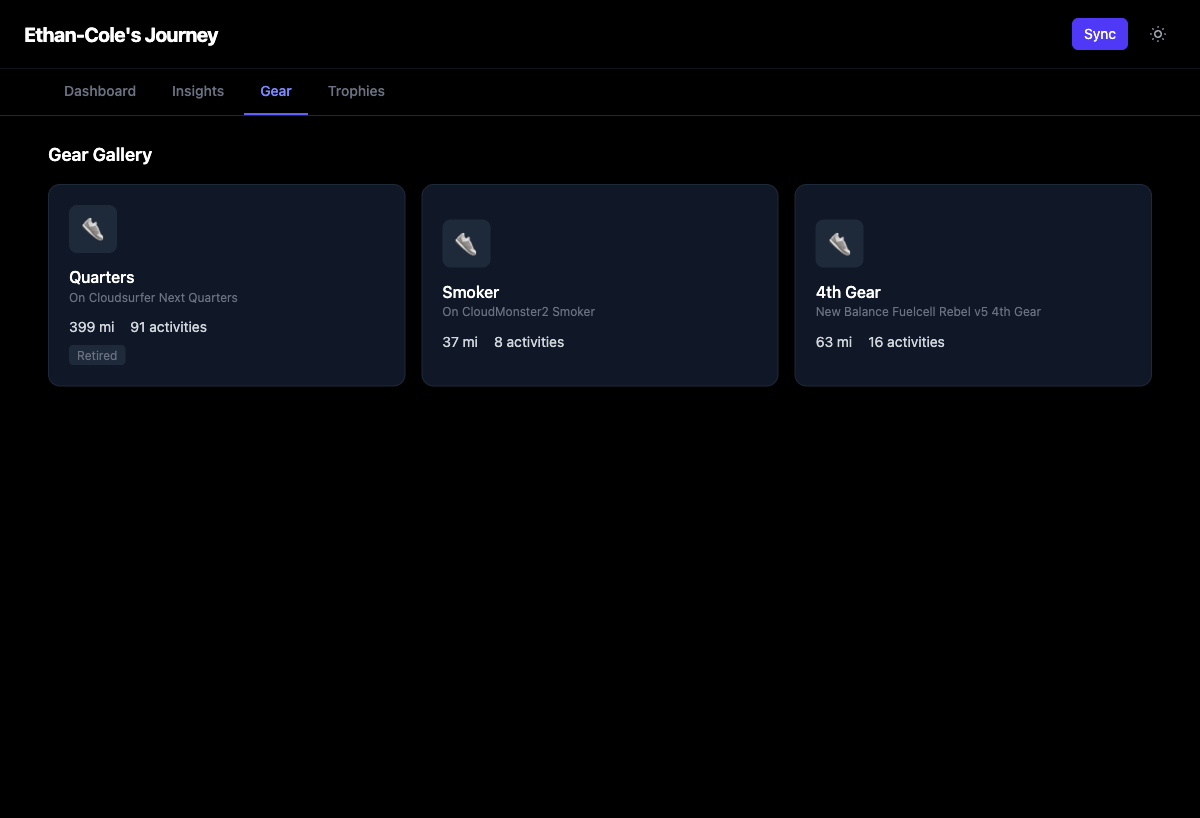 Ethan-Cole's Journey
Sync
Dashboard Insights Gear Trophies
Gear Gallery
Quarters
On Cloudsurfer Next Quarters
399 mi 91 activities
Retired
Smoker
On CloudMonster2 Smoker
37 mi 8 activities
4th Gear
New Balance Fuelcell Rebel v5 4th Gear
63 mi 16 activities